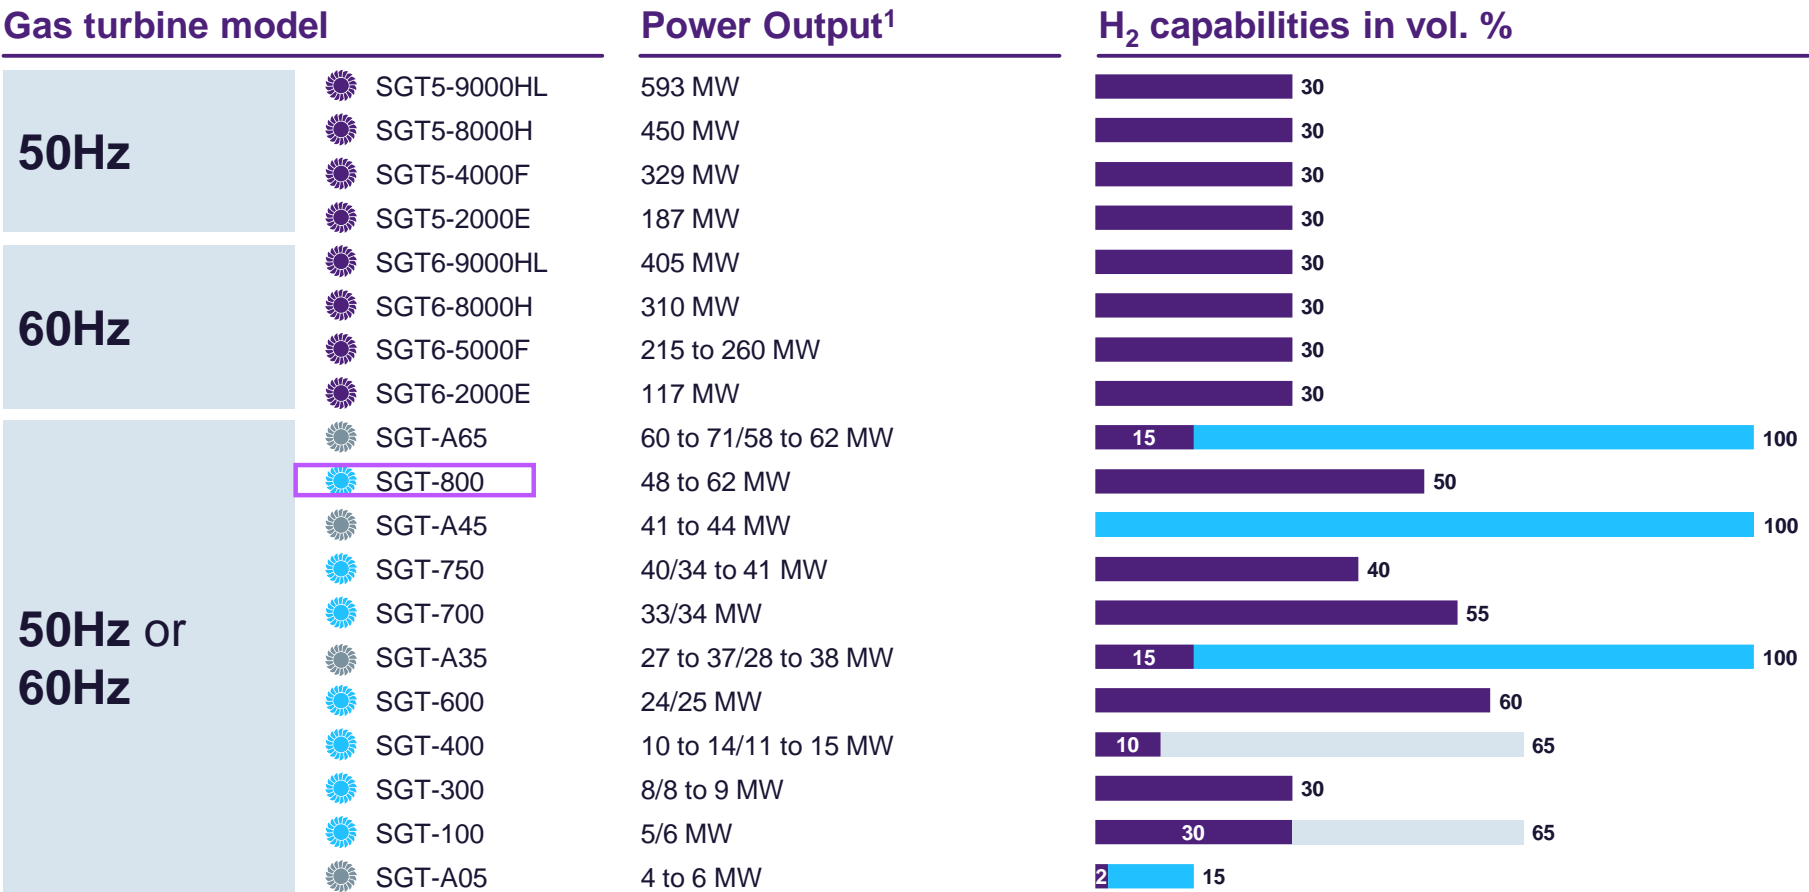 Gas turbine model Power Output1 H2 capabilities in vol. %
50Hz
SGT5-9000HL 593 MW 30
SGT5-8000H 450 MW 30
SGT5-4000F 329 MW 30
SGT5-2000E 187 MW 30
60Hz
SGT6-9000HL 405 MW 30
SGT6-8000H 310 MW 30
SGT6-5000F 215 to 260 MW 30
SGT6-2000E 117 MW 30
50Hz or
60Hz
SGT-A65 60 to 71/58 to 62 MW 15 100
SGT-800 48 to 62 MW 50
SGT-A45 41 to 44 MW 100
SGT-750 40/34 to 41 MW 40
SGT-700 33/34 MW 55
SGT-A35 27 to 37/28 to 38 MW 15 100
SGT-600 24/25 MW 60
SGT-400 10 to 14/11 to 15 MW 10 65
SGT-300 8/8 to 9 MW 30
SGT-100 5/6 MW 30 65
SGT-A05 4 to 6 MW 2 15